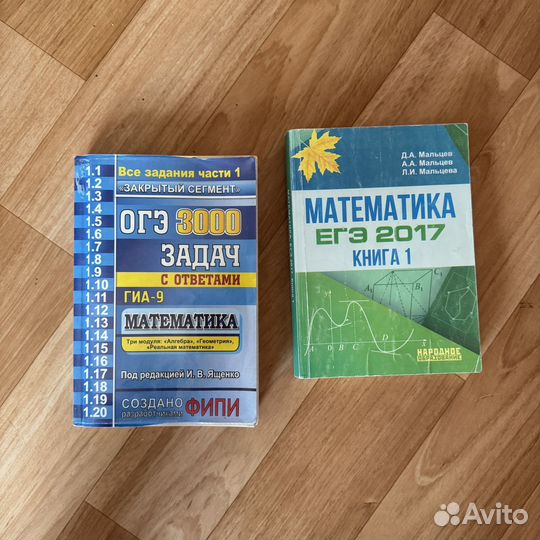 1.1
1.2
1.3
1.4
1.5
1.6
1.7
1.8
1.9
1.10
1.11
1.12
1.13
1.14
1.15
1.16
1.17
1.18
1.19
1.20
Все задания части 1
«ЗАКРЫТЫЙ СЕГМЕНТ»
ОГЭ 3000
ЗАДАЧ
С ОТВЕТАМИ
ГИА-9
МАТЕМАТИКА
Три модуля: «Алгебра», «Геометрия»,
«Реальная математика»
Под редакцией И. В. Ященко
СОЗДАНО
разработчиками
ФИПИ
Д.А. Мальцев
А.А. Мальцев
Л.И. Мальцева
МАТЕМАТИКА
ЕГЭ 2017
КНИГА 1
C₁
A₁
B₁
y
A B C D x
НАРОДНОЕ
ОБРАЗОВАНИЕ
Avito